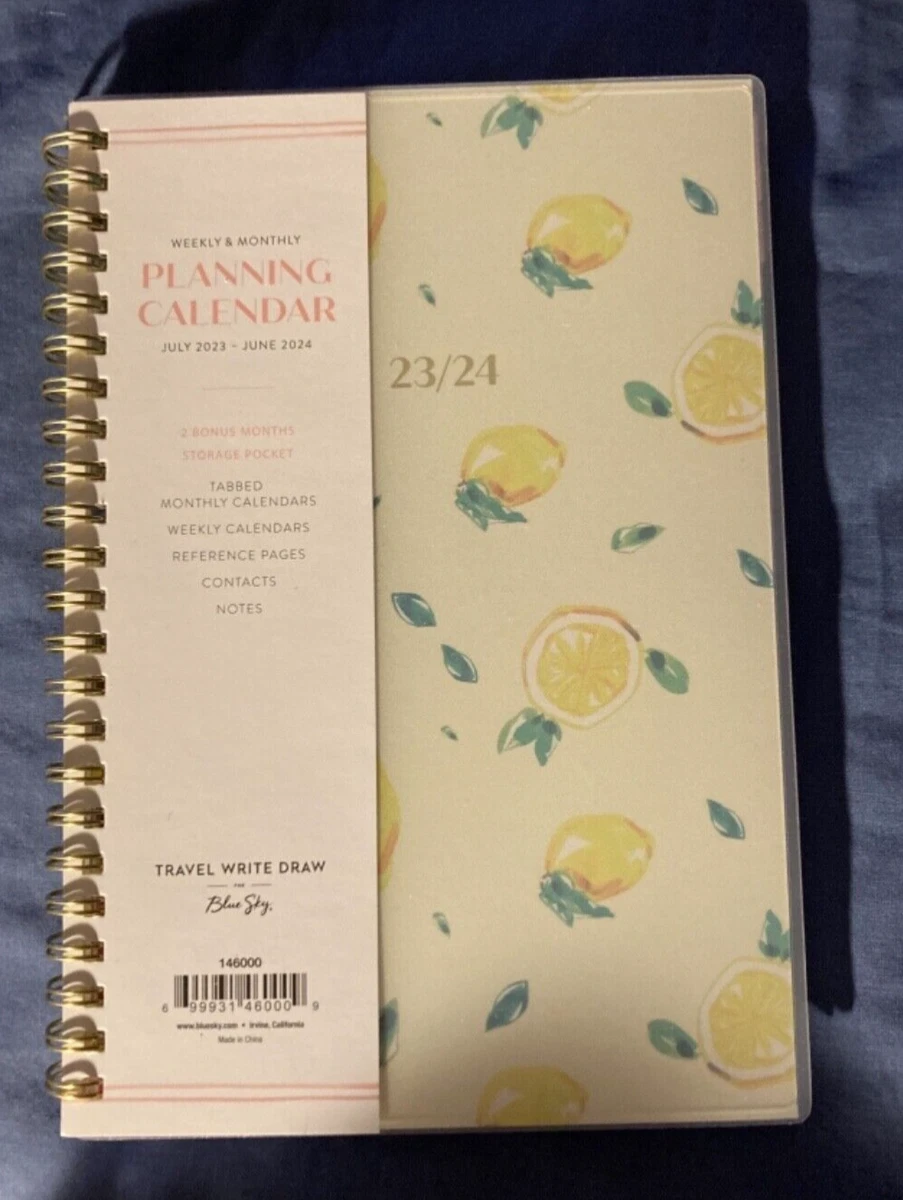 WEEKLY & MONTHLY
PLANNING
CALENDAR
JULY 2023 - JUNE 2024
2 BONUS MONTHS
STORAGE POCKET
TABBED
MONTHLY CALENDARS
WEEKLY CALENDARS
REFERENCE PAGES
CONTACTS
NOTES
23/24
TRAVEL WRITE DRAW
FOR
Blue Sky.
146000
6 99931 46000 9
www.bluesky.com • Irvine, California
Made in China